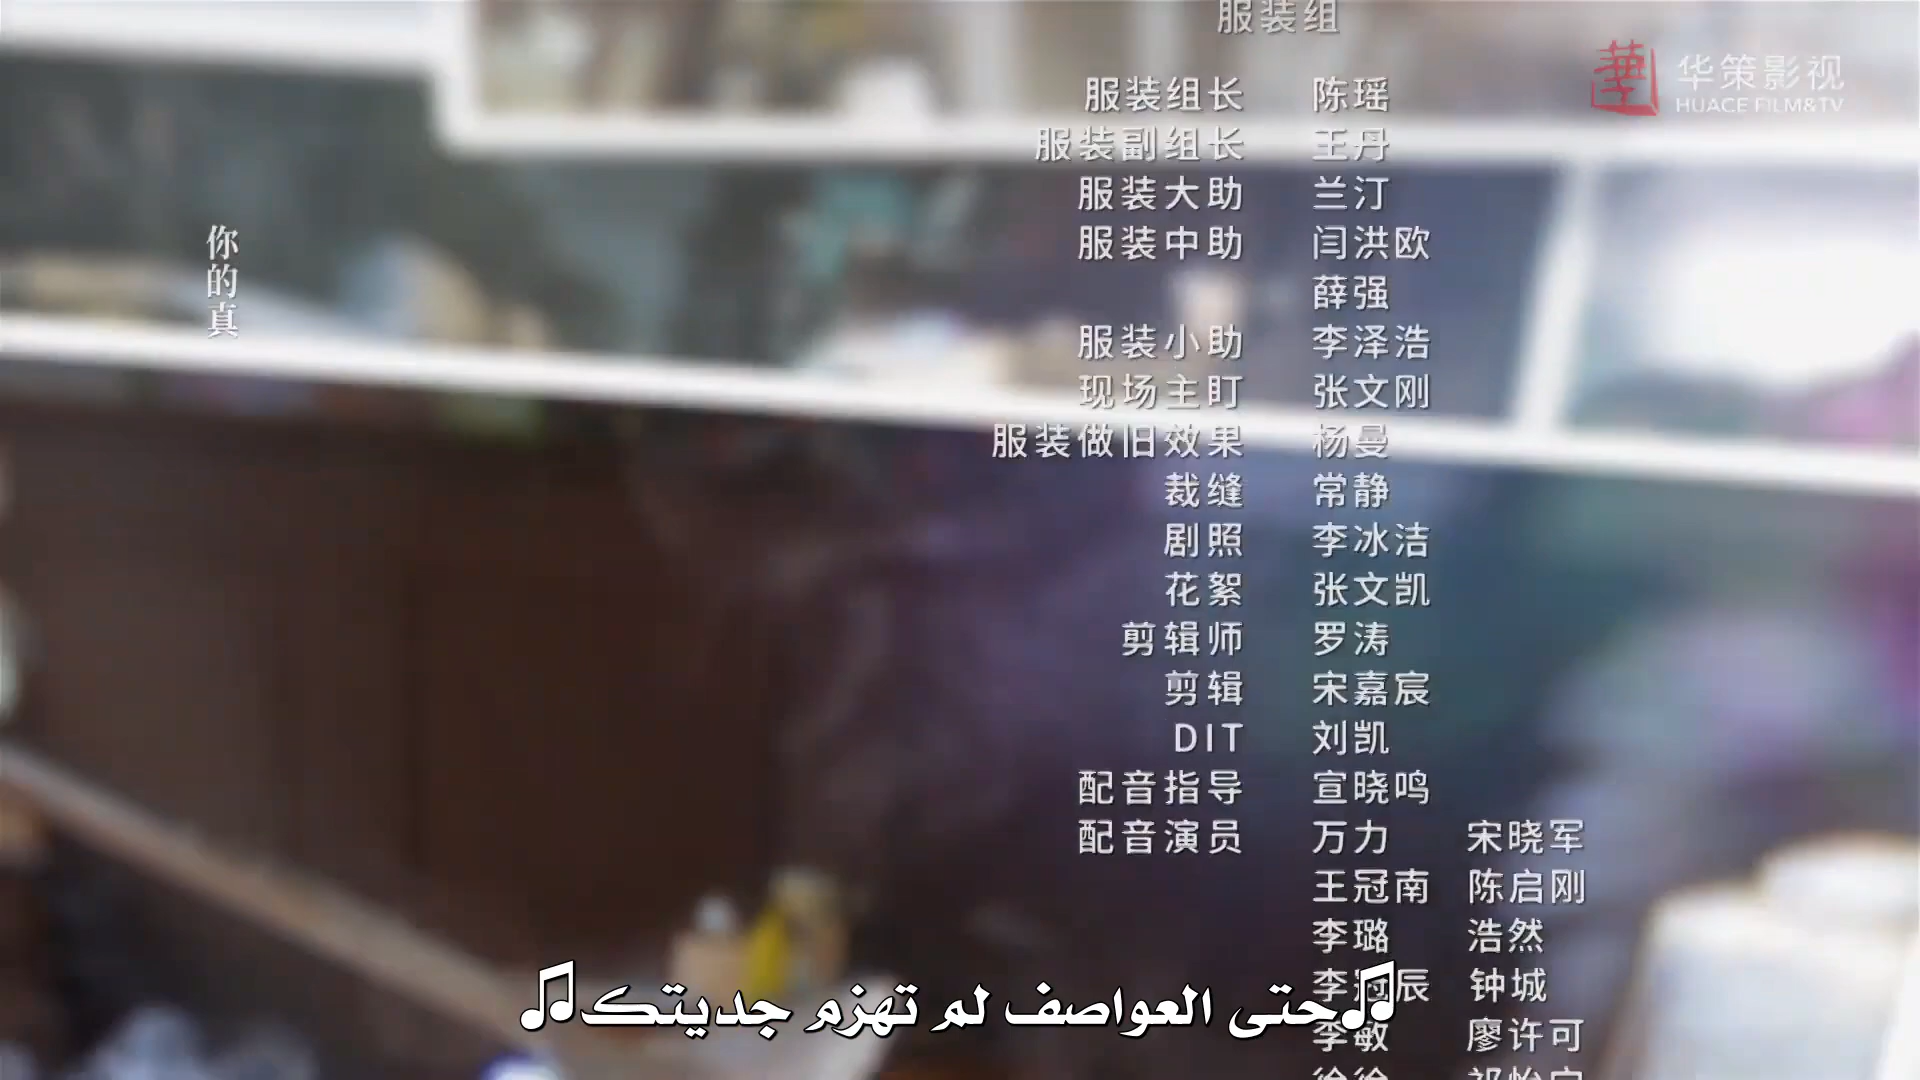 服装组
华策影视
HUACE FILM&TV
服装组长 陈瑶
服装副组长 王丹
服装大助 兰汀
服装中助 闫洪欧
薛强
服装小助 李泽浩
现场主盯 张文刚
服装做旧效果 杨曼
裁缝 常静
剧照 李冰洁
花絮 张文凯
剪辑师 罗涛
剪辑 宋嘉宸
DIT 刘凯
配音指导 宣晓鸣
配音演员 万力 宋晓军
王冠南 陈启刚
李璐 浩然
李冠辰 钟城
李敏 廖许可
你的真
♫حتى العواصف لم تهزم جديتك♫